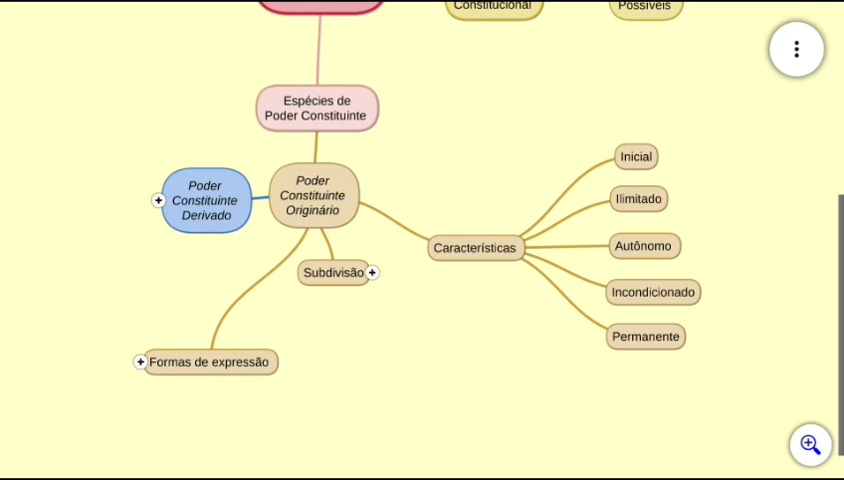 Constitucional
Possíveis
Espécies de
Poder Constituinte
Poder
Constituinte
Derivado
Poder
Constituinte
Originário
Subdivisão
Formas de expressão
Características
Inicial
Ilimitado
Autônomo
Incondicionado
Permanente